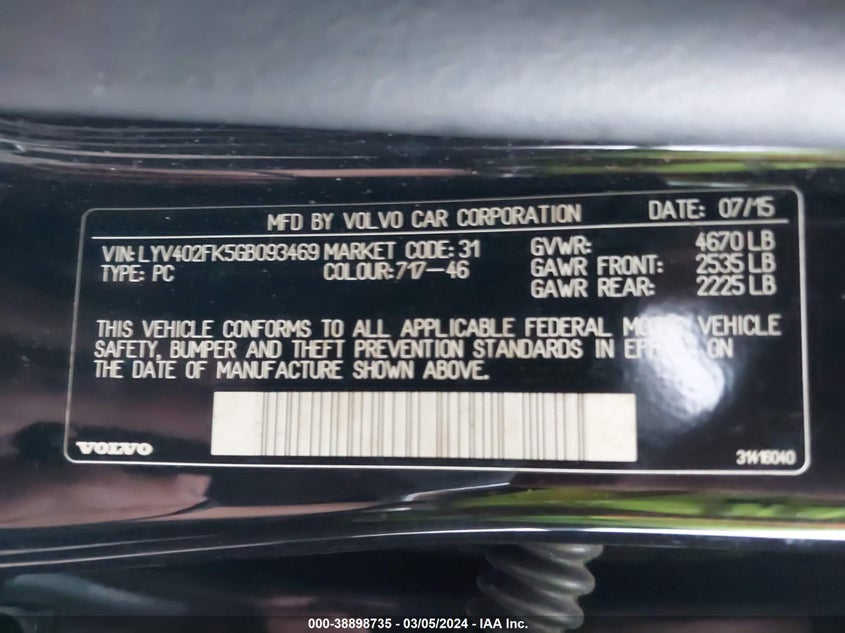 MFD BY VOLVO CAR CORPORATION DATE: 07/15
VIN: LYV402FK5GB093469 MARKET CODE: 31 GVWR: 4670 LB
TYPE: PC COLOUR: 717-46 GAWR FRONT: 2535 LB
GAWR REAR: 2225 LB
THIS VEHICLE CONFORMS TO ALL APPLICABLE FEDERAL MOTOR VEHICLE
SAFETY, BUMPER AND THEFT PREVENTION STANDARDS IN EFFECT ON
THE DATE OF MANUFACTURE SHOWN ABOVE.
VOLVO 31416040
000-38898735 - 03/05/2024 - IAA Inc.